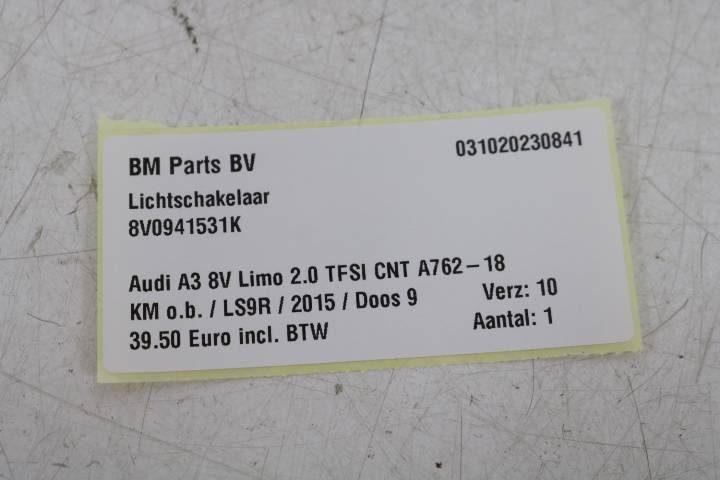 BM Parts BV
031020230841
Lichtschakelaar
8V0941531K
Audi A3 8V Limo 2.0 TFSI CNT A762-18
KM o.b. / LS9R / 2015 / Doos 9
Verz: 10
39.50 Euro incl. BTW
Aantal: 1